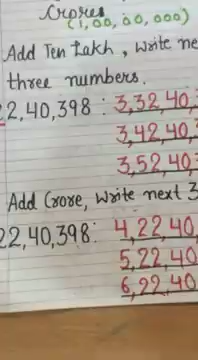 Crores
(1,00,00,000)
Add Ten Lakh, Write ne
three numbers.
2,40,398 : 3,32,40,
3,42,40,
3,52,40,
Add Crore, Write next 3
22,40,398: 4,22,40,
5,22,40
6,22,40